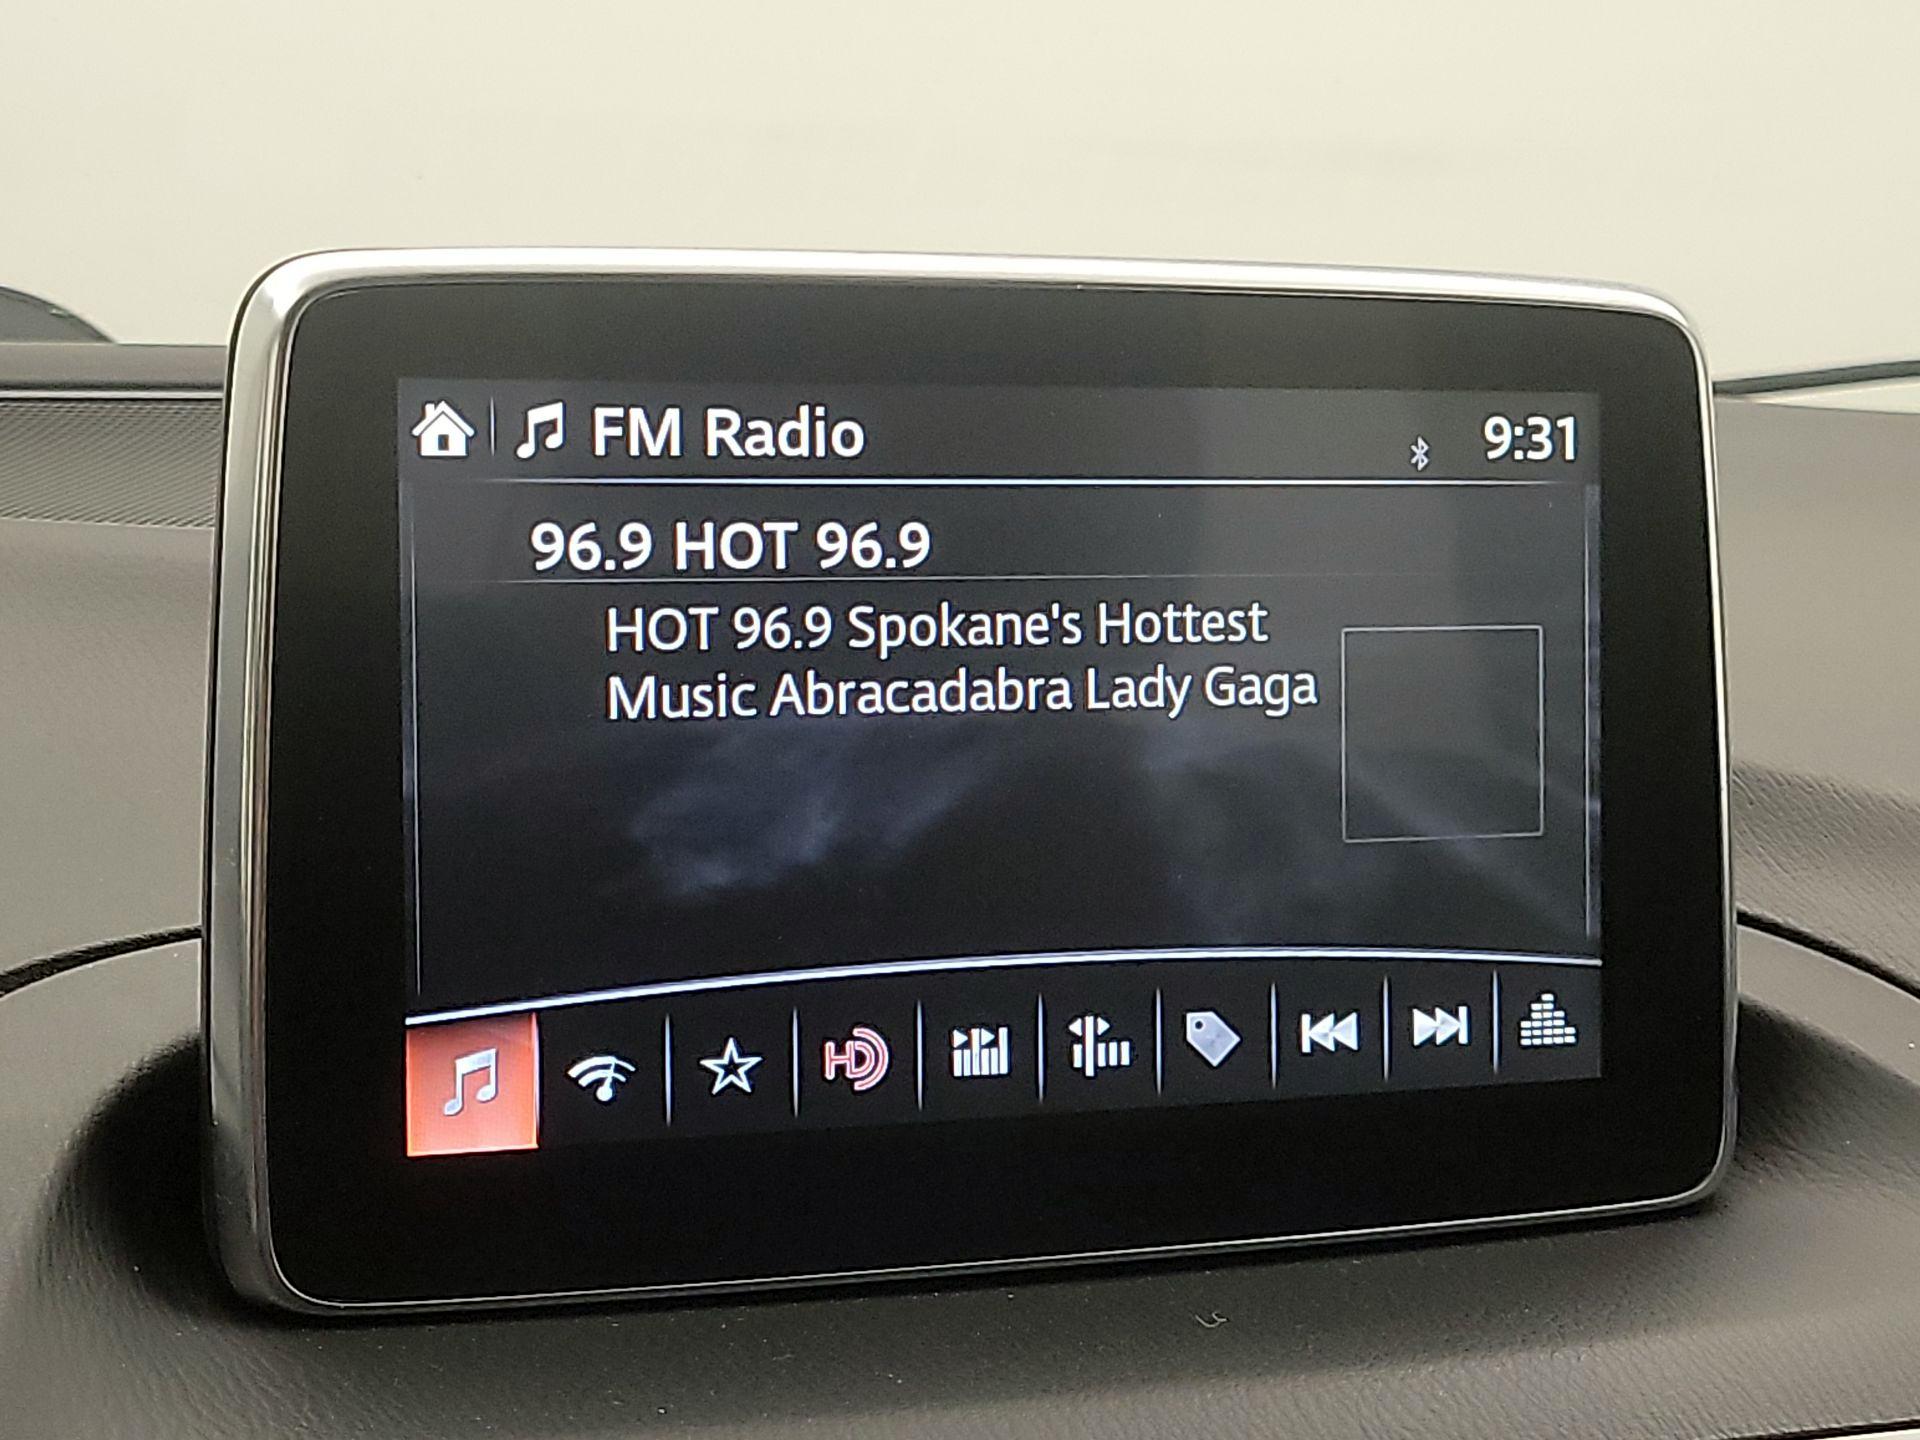 FM Radio
9:31
96.9 HOT 96.9
HOT 96.9 Spokane's Hottest
Music Abracadabra Lady Gaga
HD